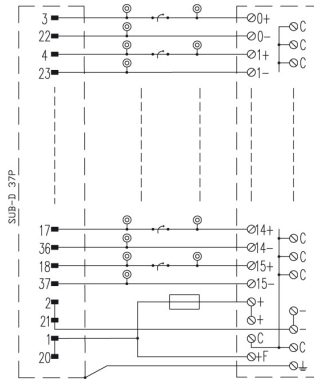 3 0+ C
22 0- C
4 1+ C
23 1-
SUB-D 37P
17 14+ C
36 14- C
18 15+ C
37 15-
2 + -
21 + -
1 C C
20 +F